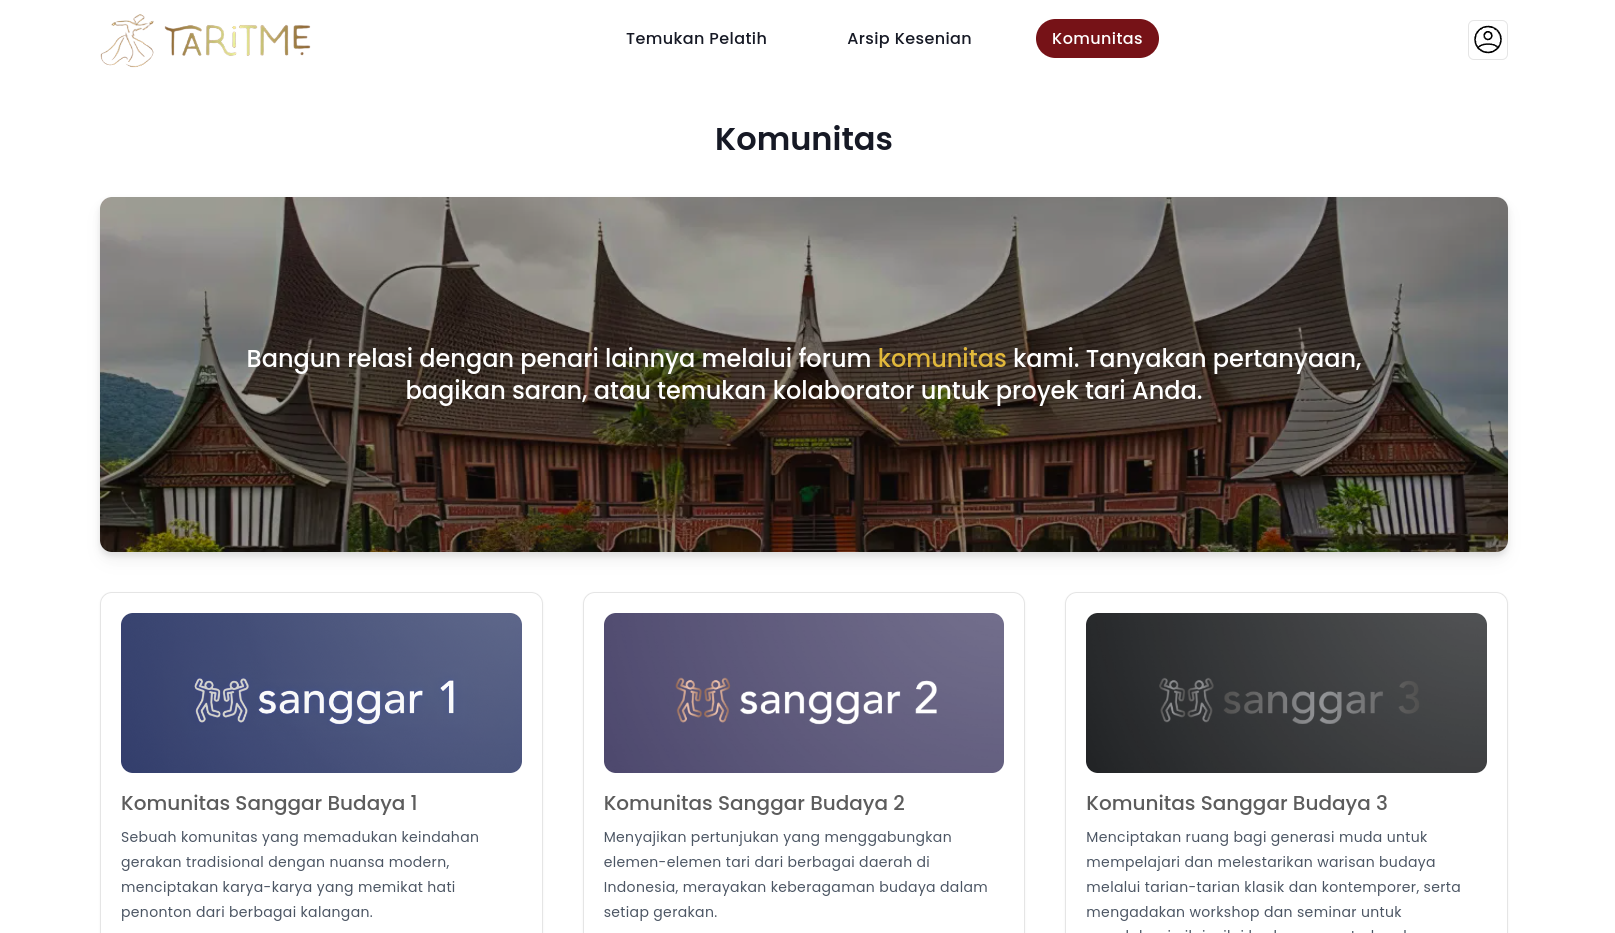 TARITME
Temukan Pelatih
Arsip Kesenian
Komunitas
Komunitas
Bangun relasi dengan penari lainnya melalui forum komunitas kami. Tanyakan pertanyaan,
bagikan saran, atau temukan kolaborator untuk proyek tari Anda.
sanggar 1
Komunitas Sanggar Budaya 1
Sebuah komunitas yang memadukan keindahan
gerakan tradisional dengan nuansa modern,
menciptakan karya-karya yang memikat hati
penonton dari berbagai kalangan.
sanggar 2
Komunitas Sanggar Budaya 2
Menyajikan pertunjukan yang menggabungkan
elemen-elemen tari dari berbagai daerah di
Indonesia, merayakan keberagaman budaya dalam
setiap gerakan.
sanggar 3
Komunitas Sanggar Budaya 3
Menciptakan ruang bagi generasi muda untuk
mempelajari dan melestarikan warisan budaya
melalui tarian-tarian klasik dan kontemporer, serta
mengadakan workshop dan seminar untuk